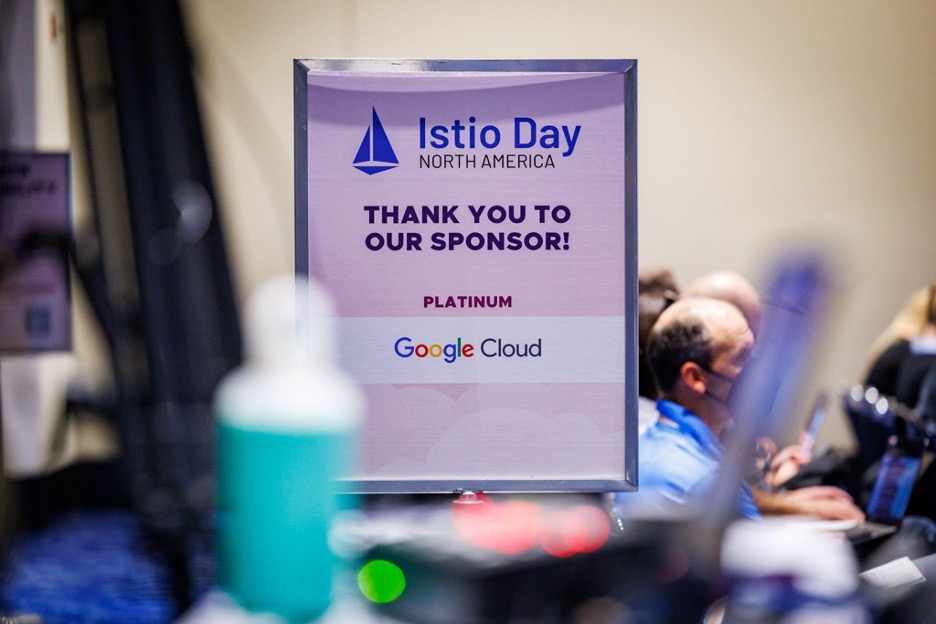 Istio Day
NORTH AMERICA
THANK YOU TO
OUR SPONSOR!
PLATINUM
Google Cloud